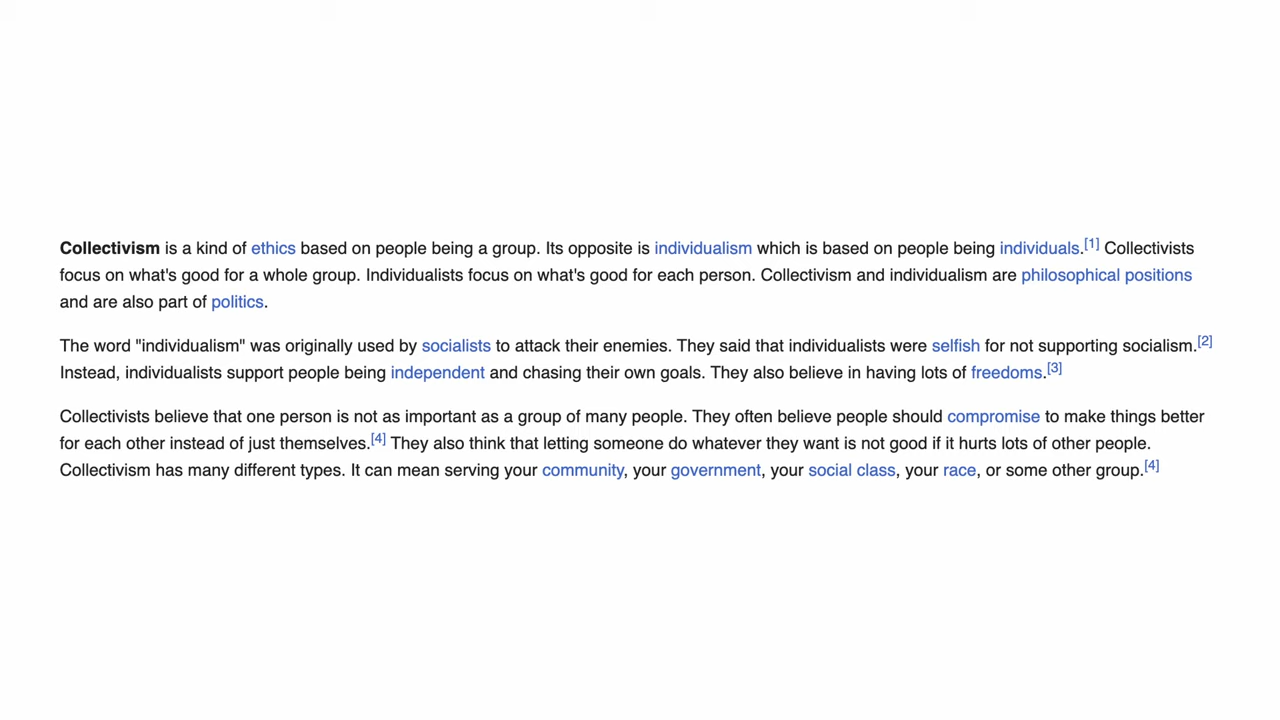 Collectivism is a kind of ethics based on people being a group. Its opposite is individualism which is based on people being individuals.[1] Collectivists
focus on what's good for a whole group. Individualists focus on what's good for each person. Collectivism and individualism are philosophical positions
and are also part of politics.
The word "individualism" was originally used by socialists to attack their enemies. They said that individualists were selfish for not supporting socialism.[2]
Instead, individualists support people being independent and chasing their own goals. They also believe in having lots of freedoms.[3]
Collectivists believe that one person is not as important as a group of many people. They often believe people should compromise to make things better
for each other instead of just themselves.[4] They also think that letting someone do whatever they want is not good if it hurts lots of other people.
Collectivism has many different types. It can mean serving your community, your government, your social class, your race, or some other group.[4]